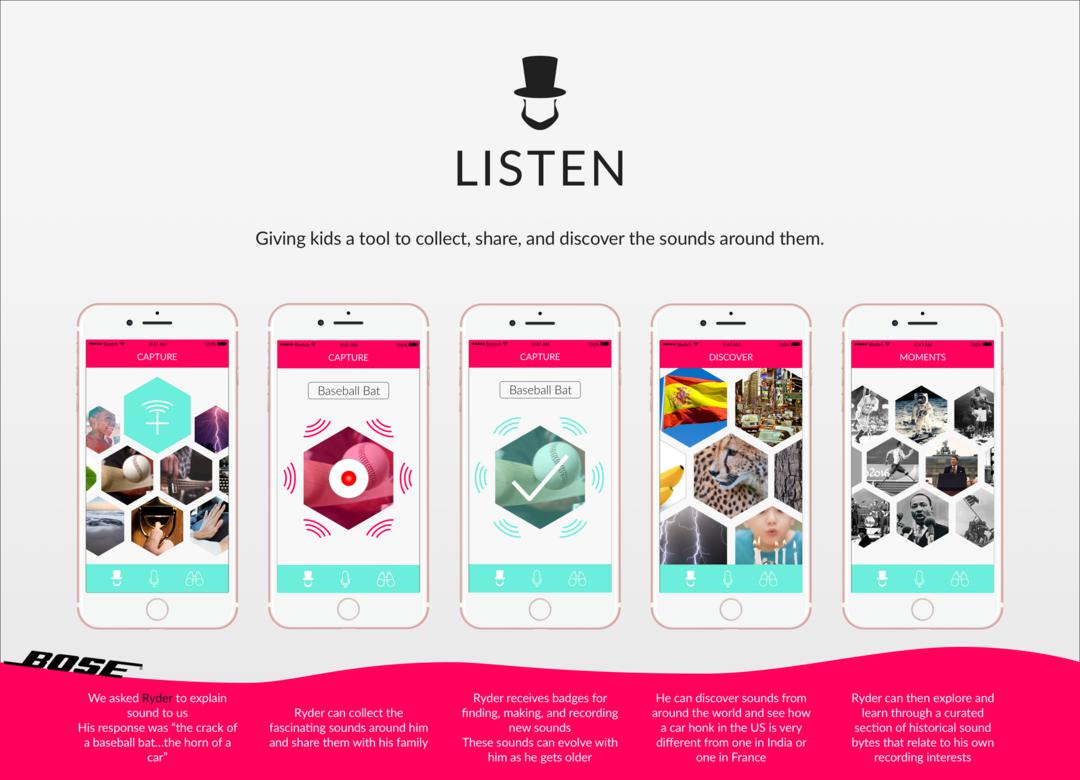 LISTEN
Giving kids a tool to collect, share, and discover the sounds around them.
CAPTURE
CAPTURE
Baseball Bat
CAPTURE
Baseball Bat
DISCOVER
MOMENTS
2016
BOSE
We asked Ryder to explain
sound to us
His response was "the crack of
a baseball bat...the horn of a
car"
Ryder can collect the
fascinating sounds around him
and share them with his family
Ryder receives badges for
finding, making, and recording
new sounds
These sounds can evolve with
him as he gets older
He can discover sounds from
around the world and see how
a car honk in the US is very
different from one in India or
one in France
Ryder can then explore and
learn through a curated
section of historical sound
bytes that relate to his own
recording interests